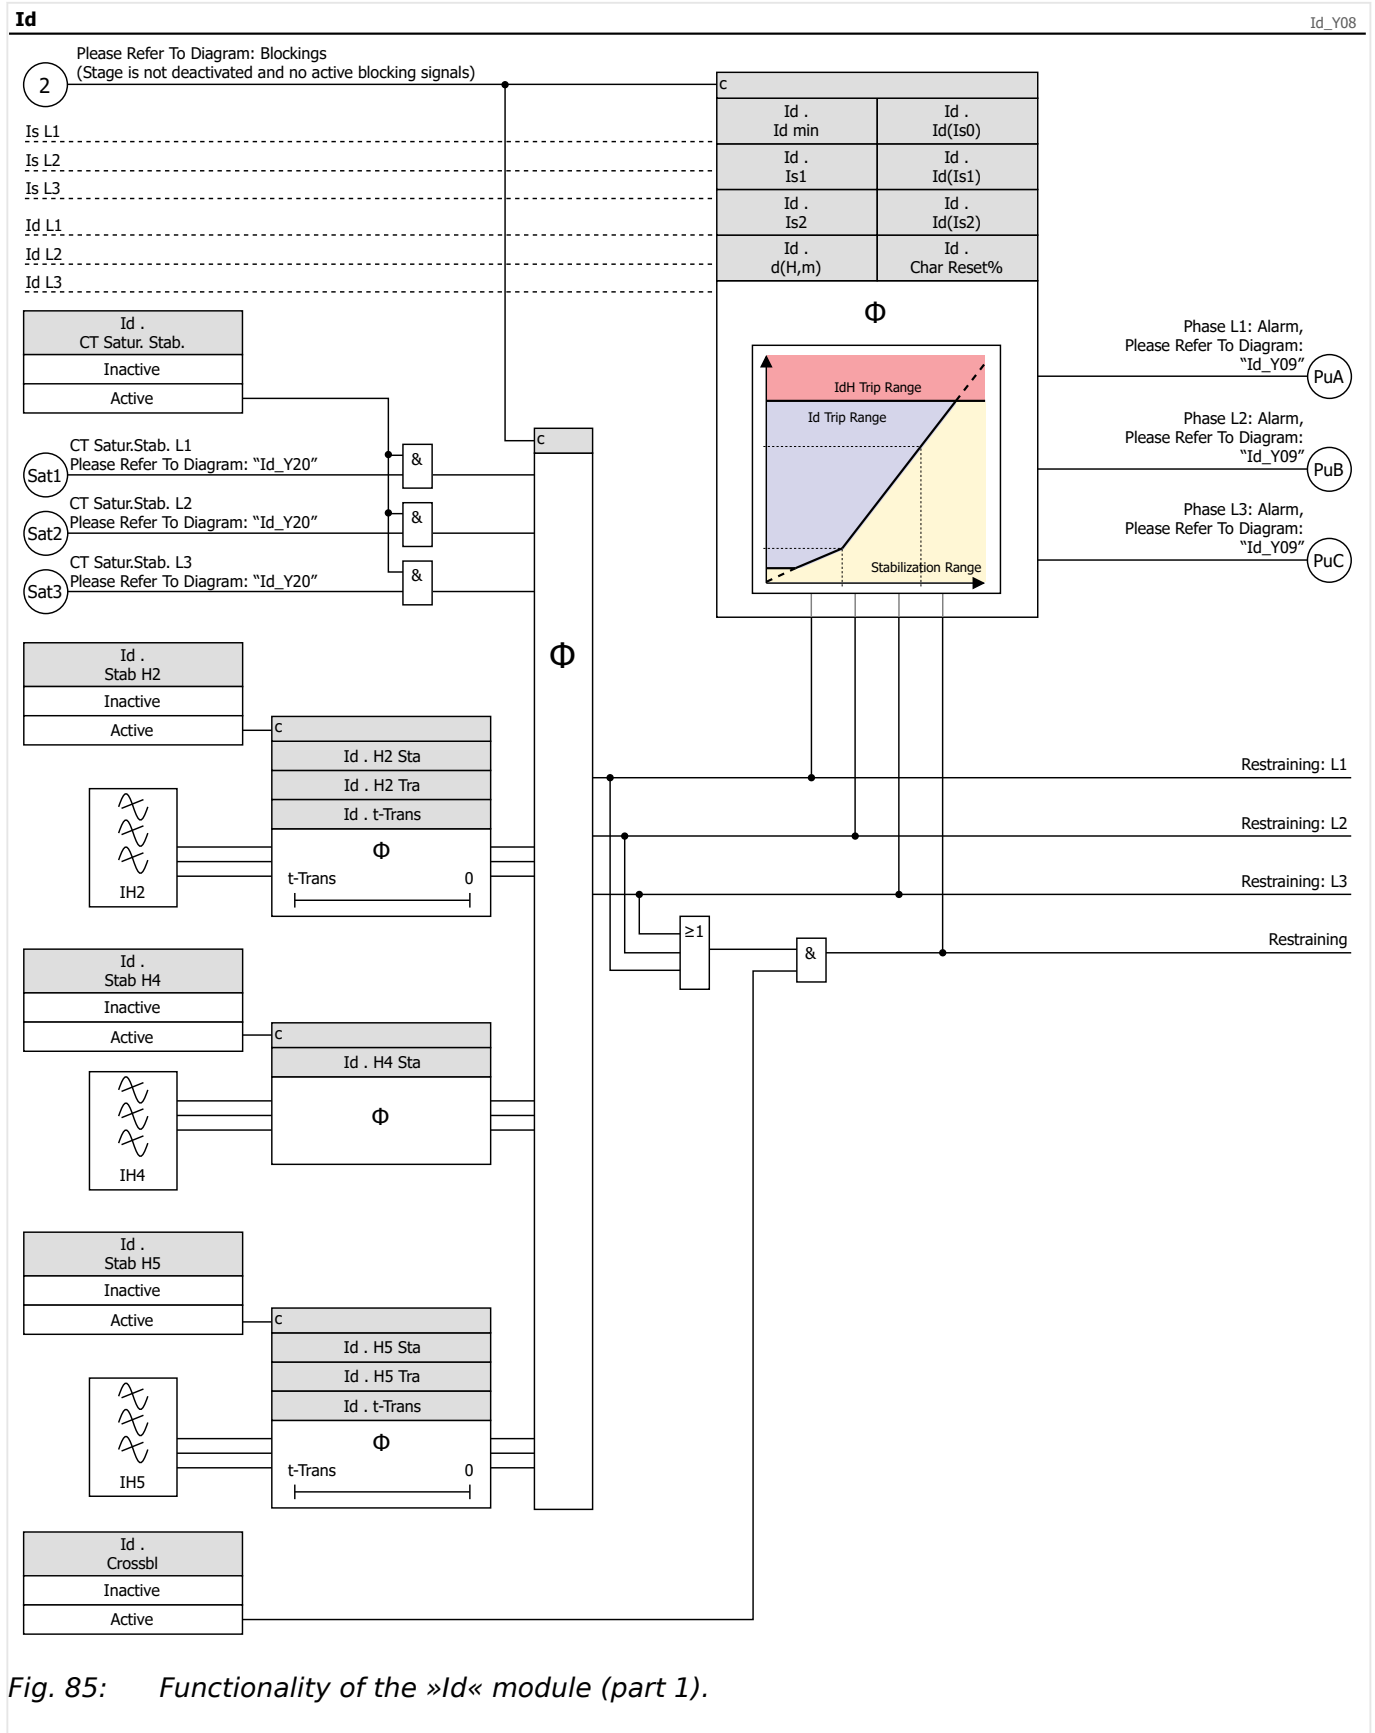 Id
Id_Y08
Please Refer To Diagram: Blockings
(Stage is not deactivated and no active blocking signals)
2
c
Id .
Id min
Id .
Id(Is0)
Id .
Is1
Id .
Id(Is1)
Id .
Is2
Id .
Id(Is2)
Id .
d(H,m)
Id .
Char Reset%
Is L1
Is L2
Is L3
Id L1
Id L2
Id L3
Φ
IdH Trip Range
Id Trip Range
Stabilization Range
Phase L1: Alarm,
Please Refer To Diagram:
“Id_Y09”
PuA
Phase L2: Alarm,
Please Refer To Diagram:
“Id_Y09”
PuB
Phase L3: Alarm,
Please Refer To Diagram:
“Id_Y09”
PuC
Id .
CT Satur. Stab.
Inactive
Active
CT Satur.Stab. L1
Please Refer To Diagram: “Id_Y20”
Sat1
&
CT Satur.Stab. L2
Please Refer To Diagram: “Id_Y20”
Sat2
&
CT Satur.Stab. L3
Please Refer To Diagram: “Id_Y20”
Sat3
&
c
Φ
Id .
Stab H2
Inactive
Active
c
Id . H2 Sta
Id . H2 Tra
Id . t-Trans
Φ
t-Trans 0
IH2
Restraining: L1
Restraining: L2
Restraining: L3
≥1
&
Restraining
Id .
Stab H4
Inactive
Active
c
Id . H4 Sta
Φ
IH4
Id .
Stab H5
Inactive
Active
c
Id . H5 Sta
Id . H5 Tra
Id . t-Trans
Φ
t-Trans 0
IH5
Id .
Crossbl
Inactive
Active
Fig. 85: Functionality of the »Id« module (part 1).